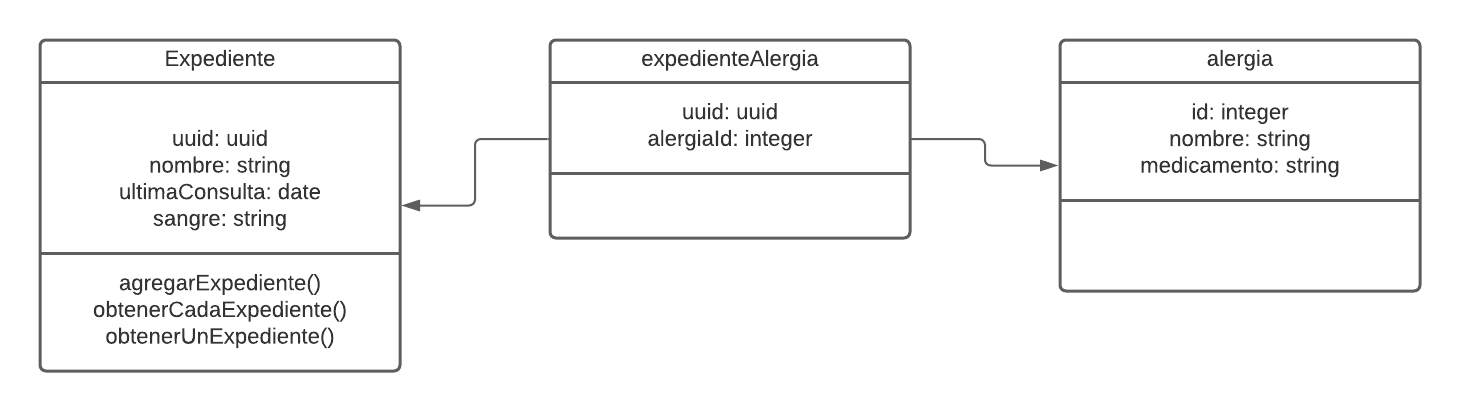 Expediente
uuid: uuid
nombre: string
ultimaConsulta: date
sangre: string
agregarExpediente()
obtenerCadaExpediente()
obtenerUnExpediente()
expedienteAlergia
uuid: uuid
alergiaId: integer
alergia
id: integer
nombre: string
medicamento: string